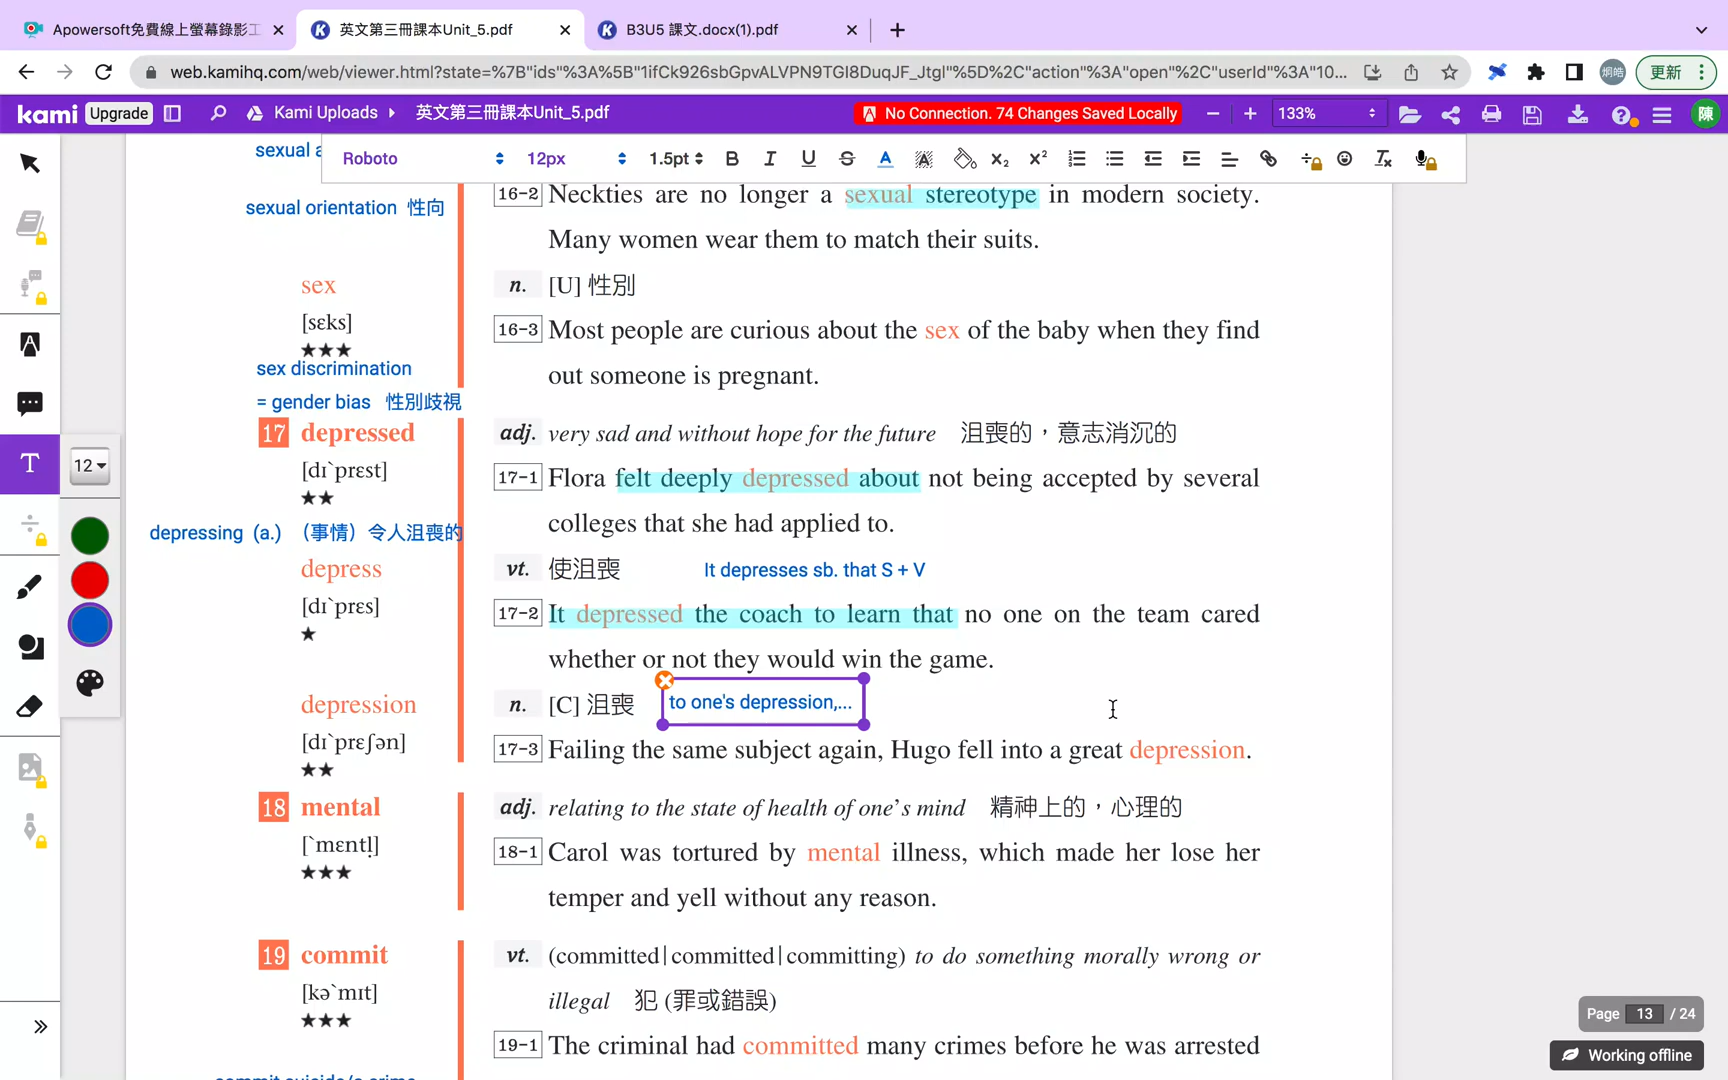 Apowersoft免費線上螢幕錄影工
英文第三冊課本Unit_5.pdf
B3U5 課文.docx(1).pdf
web.kamihq.com/web/viewer.html?state=%7B"ids"%3A%5B"1ifCk926sbGpvALVPN9TGl8DuqJF_Jtgl"%5D%2C"action"%3A"open"%2C"userId"%3A"10...
炯皓
更新
kami Upgrade
Kami Uploads
英文第三冊課本Unit_5.pdf
No Connection. 74 Changes Saved Locally
133%
陳
sexual a
Roboto 12px 1.5pt B I U S A X₂ X²
16-2 Neckties are no longer a sexual stereotype in modern society.
sexual orientation 性向
Many women wear them to match their suits.
sex n. [U] 性別
[sɛks] 16-3 Most people are curious about the sex of the baby when they find
★★★
sex discrimination out someone is pregnant.
= gender bias 性別歧視
17 depressed adj. very sad and without hope for the future 沮喪的，意志消沉的
T 12
[dɪˋprɛst] 17-1 Flora felt deeply depressed about not being accepted by several
★★
colleges that she had applied to.
depressing (a.) （事情）令人沮喪的
depress vt. 使沮喪 It depresses sb. that S + V
[dɪˋprɛs] 17-2 It depressed the coach to learn that no one on the team cared
★
whether or not they would win the game.
depression n. [C] 沮喪 to one's depression,...
[dɪˋprɛʃən] 17-3 Failing the same subject again, Hugo fell into a great depression.
★★
18 mental adj. relating to the state of health of one's mind 精神上的，心理的
[ˋmɛntl̩] 18-1 Carol was tortured by mental illness, which made her lose her
★★★
temper and yell without any reason.
19 commit vt. (committed|committed|committing) to do something morally wrong or
[kəˋmɪt] illegal 犯 (罪或錯誤)
★★★
19-1 The criminal had committed many crimes before he was arrested
commit suicide/a crime
Page 13 / 24
Working offline